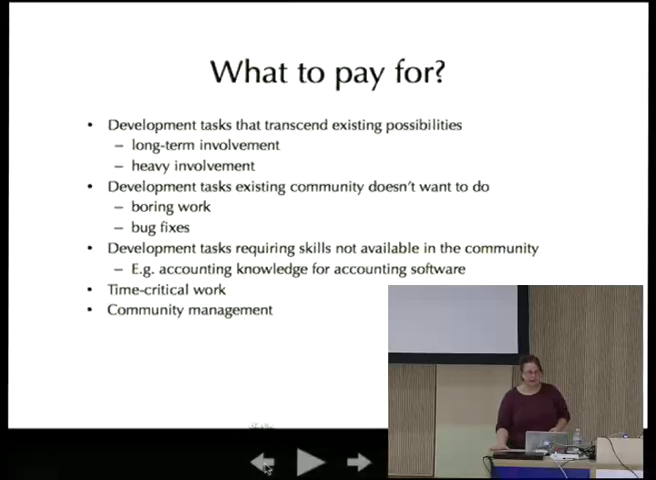 What to pay for?
• Development tasks that transcend existing possibilities
– long-term involvement
– heavy involvement
• Development tasks existing community doesn't want to do
– boring work
– bug fixes
• Development tasks requiring skills not available in the community
– E.g. accounting knowledge for accounting software
• Time-critical work
• Community management